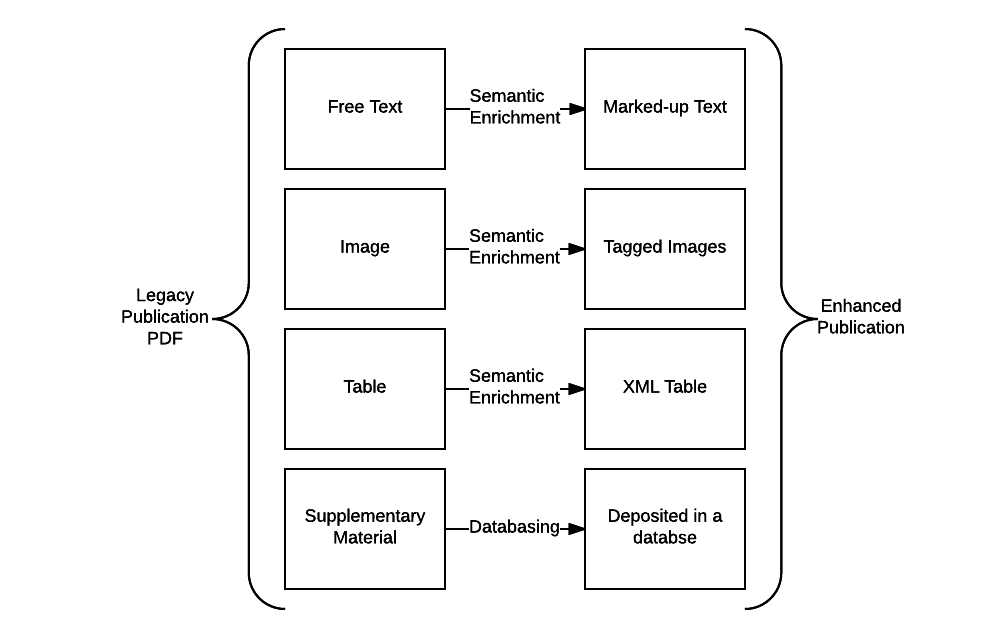 Legacy
Publication
PDF
Free Text
Semantic
Enrichment
Marked-up Text
Image
Semantic
Enrichment
Tagged Images
Table
Semantic
Enrichment
XML Table
Supplementary
Material
Databasing
Deposited in a
databse
Enhanced
Publication